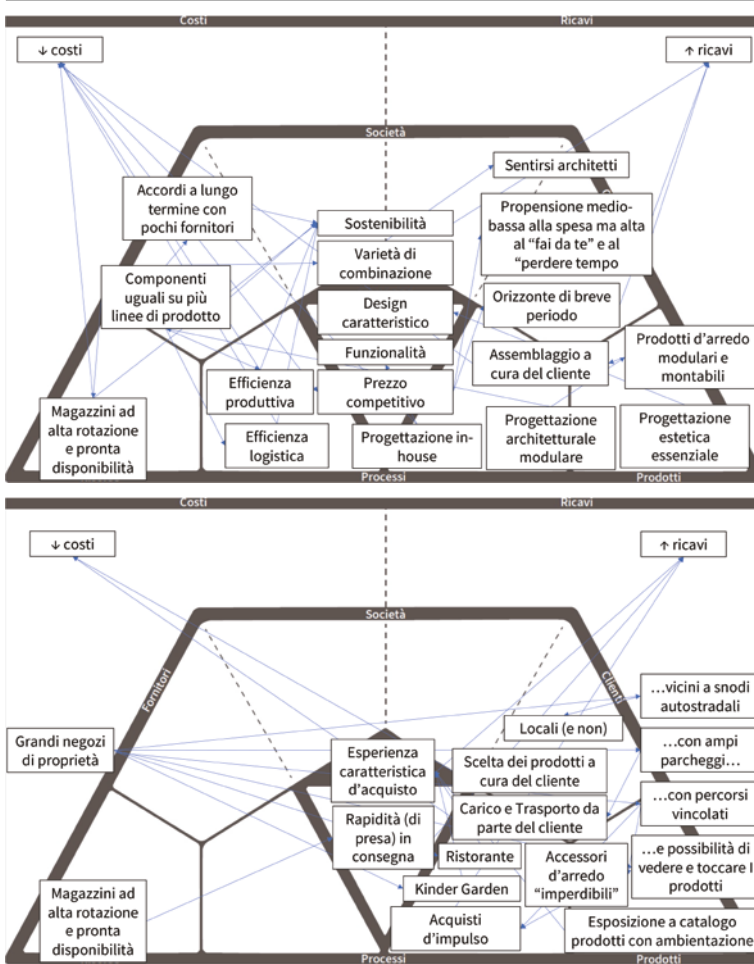 Costi
Ricavi
↓ costi
↑ ricavi
Società
Sentirsi architetti
Accordi a lungo
termine con
pochi fornitori
Sostenibilità
Propensione medio-
bassa alla spesa ma alta
al “fai da te” e al
“perdere tempo
Varietà di
combinazione
Componenti
uguali su più
linee di prodotto
Design
caratteristico
Orizzonte di breve
periodo
Funzionalità
Assemblaggio a
cura del cliente
Prodotti d’arredo
modulari e
montabili
Efficienza
produttiva
Prezzo
competitivo
Magazzini ad
alta rotazione
e pronta
disponibilità
Efficienza
logistica
Progettazione in-
house
Progettazione
architetturale
modulare
Progettazione
estetica
essenziale
Processi
Prodotti
Costi
Ricavi
↓ costi
↑ ricavi
Società
Fornitori
Clienti
…vicini a snodi
autostradali
Locali (e non)
Grandi negozi
di proprietà
Esperienza
caratteristica
d’acquisto
Scelta dei prodotti a
cura del cliente
…con ampi
parcheggi…
Carico e Trasporto da
parte del cliente
…con percorsi
vincolati
Rapidità (di
presa) in
consegna
Ristorante
Accessori
d’arredo
“imperdibili”
…e possibilità di
vedere e toccare I
prodotti
Kinder Garden
Magazzini ad
alta rotazione
e pronta
disponibilità
Acquisti
d’impulso
Esposizione a catalogo
prodotti con ambientazione
Processi
Prodotti